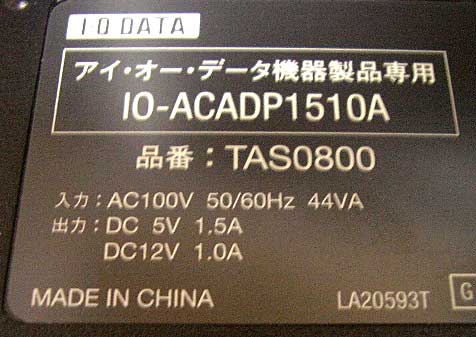 I-O DATA
アイ・オー・データ機器製品専用
IO-ACADP1510A
品番：TAS0800
入力：AC100V 50/60Hz 44VA
出力：DC 5V 1.5A
DC12V 1.0A
MADE IN CHINA
LA20593T
G